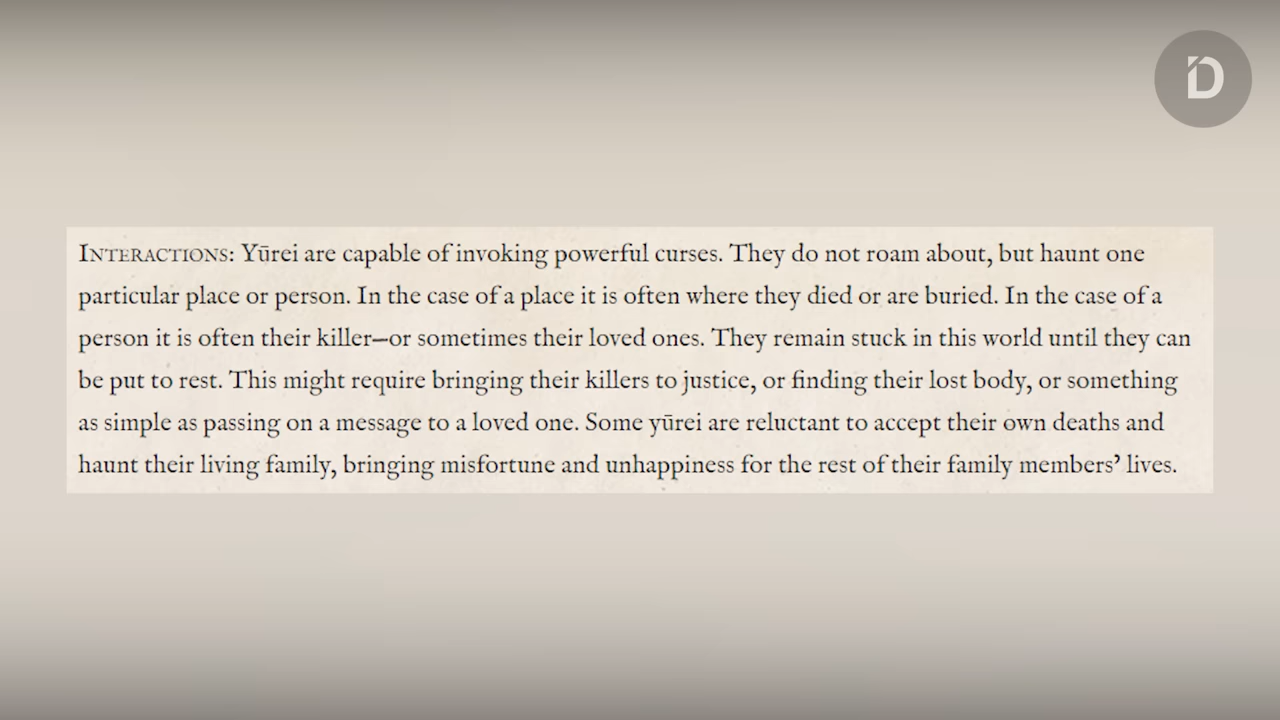 D
INTERACTIONS: Yūrei are capable of invoking powerful curses. They do not roam about, but haunt one
particular place or person. In the case of a place it is often where they died or are buried. In the case of a
person it is often their killer—or sometimes their loved ones. They remain stuck in this world until they can
be put to rest. This might require bringing their killers to justice, or finding their lost body, or something
as simple as passing on a message to a loved one. Some yūrei are reluctant to accept their own deaths and
haunt their living family, bringing misfortune and unhappiness for the rest of their family members’ lives.